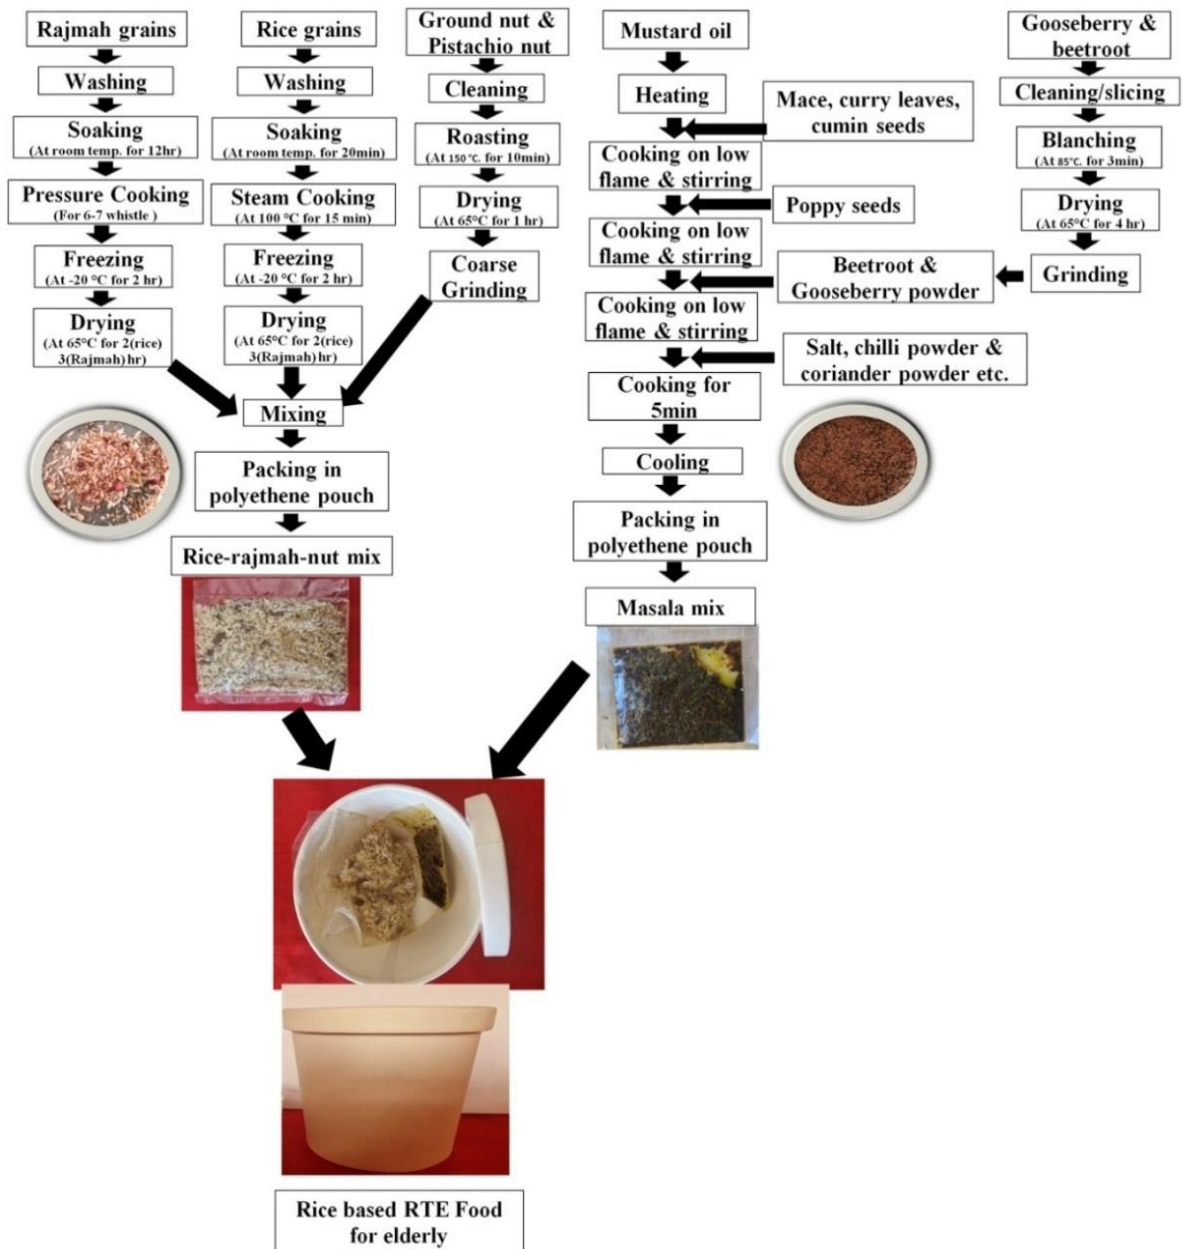 Rajmah grains
Washing
Soaking
(At room temp. for 12hr)
Pressure Cooking
(For 6-7 whistle )
Freezing
(At -20 °C for 2 hr)
Drying
(At 65°C for 2(rice)
3(Rajmah) hr)
Rice grains
Washing
Soaking
(At room temp. for 20min)
Steam Cooking
(At 100 °C for 15 min)
Freezing
(At -20 °C for 2 hr)
Drying
(At 65°C for 2(rice)
3(Rajmah) hr)
Ground nut &
Pistachio nut
Cleaning
Roasting
(At 150 °C. for 10min)
Drying
(At 65°C for 1 hr)
Coarse
Grinding
Mixing
Packing in
polyethene pouch
Rice-rajmah-nut mix
Mustard oil
Heating
Mace, curry leaves,
cumin seeds
Cooking on low
flame & stirring
Poppy seeds
Cooking on low
flame & stirring
Beetroot &
Gooseberry powder
Cooking on low
flame & stirring
Salt, chilli powder &
coriander powder etc.
Cooking for
5min
Cooling
Packing in
polyethene pouch
Masala mix
Gooseberry &
beetroot
Cleaning/slicing
Blanching
(At 85°C. for 3min)
Drying
(At 65°C for 4 hr)
Grinding
Rice based RTE Food
for elderly